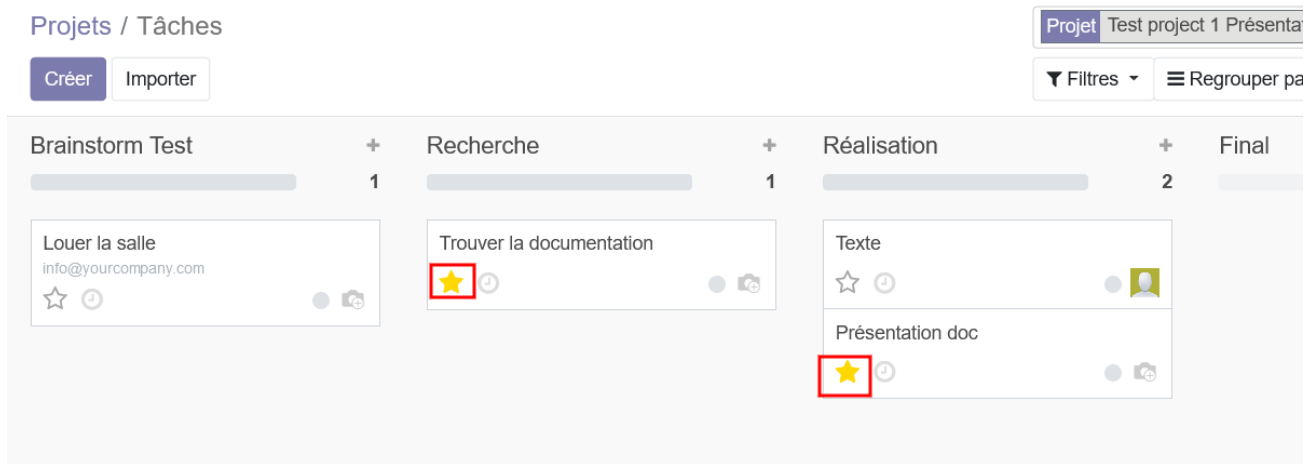 Projets / Tâches
Projet Test project 1 Présenta
Créer Importer
Filtres Regrouper pa
Brainstorm Test + Recherche + Réalisation + Final
1 1 2
Louer la salle
info@yourcompany.com
Trouver la documentation
Texte
Présentation doc